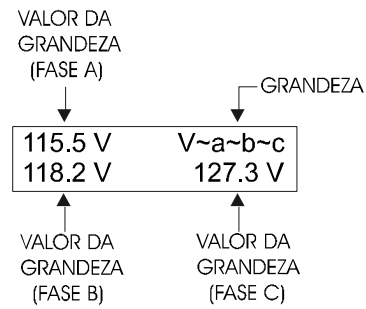 VALOR DA
GRANDEZA
(FASE A)
GRANDEZA
115.5 V V~a~b~c
118.2 V 127.3 V
VALOR DA
GRANDEZA
(FASE B)
VALOR DA
GRANDEZA
(FASE C)